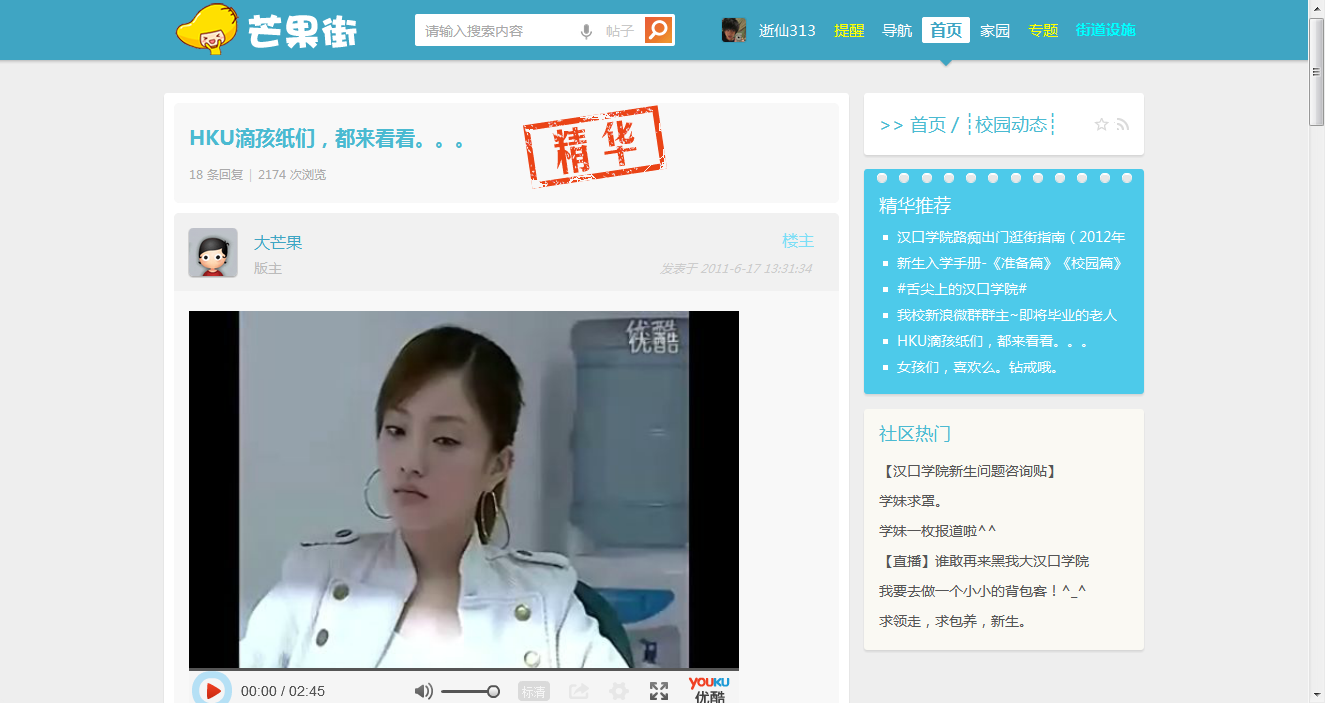 芒果街
请输入搜索内容 帖子
逝仙313 提醒 导航 首页 家园 专题 街道设施
HKU滴孩纸们，都来看看。。。
精华
18 条回复 | 2174 次浏览
大芒果
楼主
版主
发表于 2011-6-17 13:31:34
优酷
00:00 / 02:45
标清
YOUKU
优酷
>> 首页 / 校园动态
精华推荐
汉口学院路痴出门逛街指南（2012年
新生入学手册-《准备篇》《校园篇》
#舌尖上的汉口学院#
我校新浪微群群主~即将毕业的老人
HKU滴孩纸们，都来看看。。。
女孩们，喜欢么。钻戒哦。
社区热门
【汉口学院新生问题咨询贴】
学妹求罩。
学妹一枚报道啦^^
【直播】谁敢再来黑我大汉口学院
我要去做一个小小的背包客！^_^
求领走，求包养，新生。